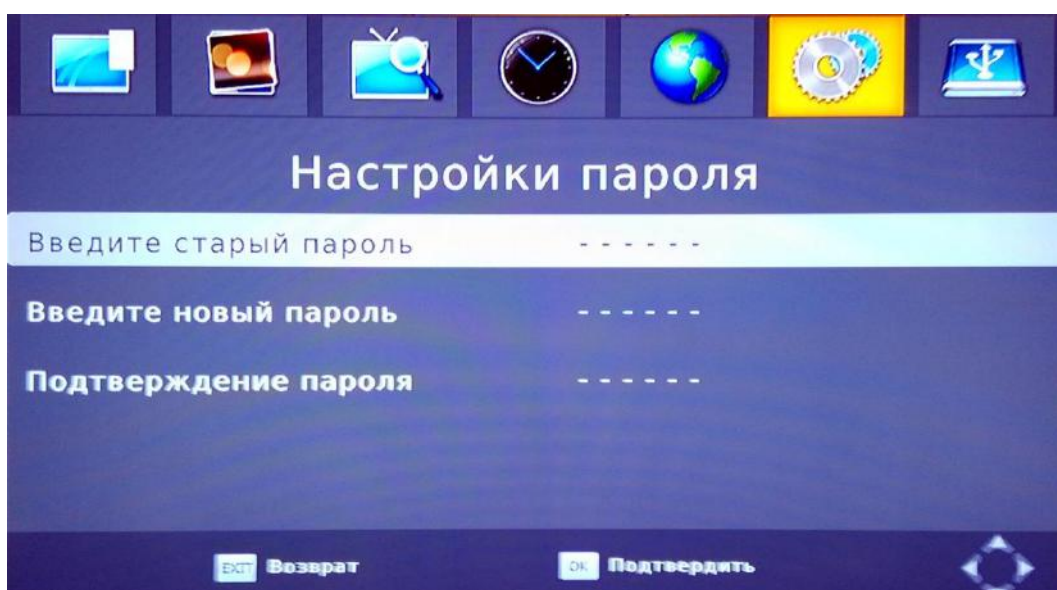 Настройки пароля
Введите старый пароль - - - - - -
Введите новый пароль - - - - - -
Подтверждение пароля - - - - - -
EXIT Возврат OK Подтвердить